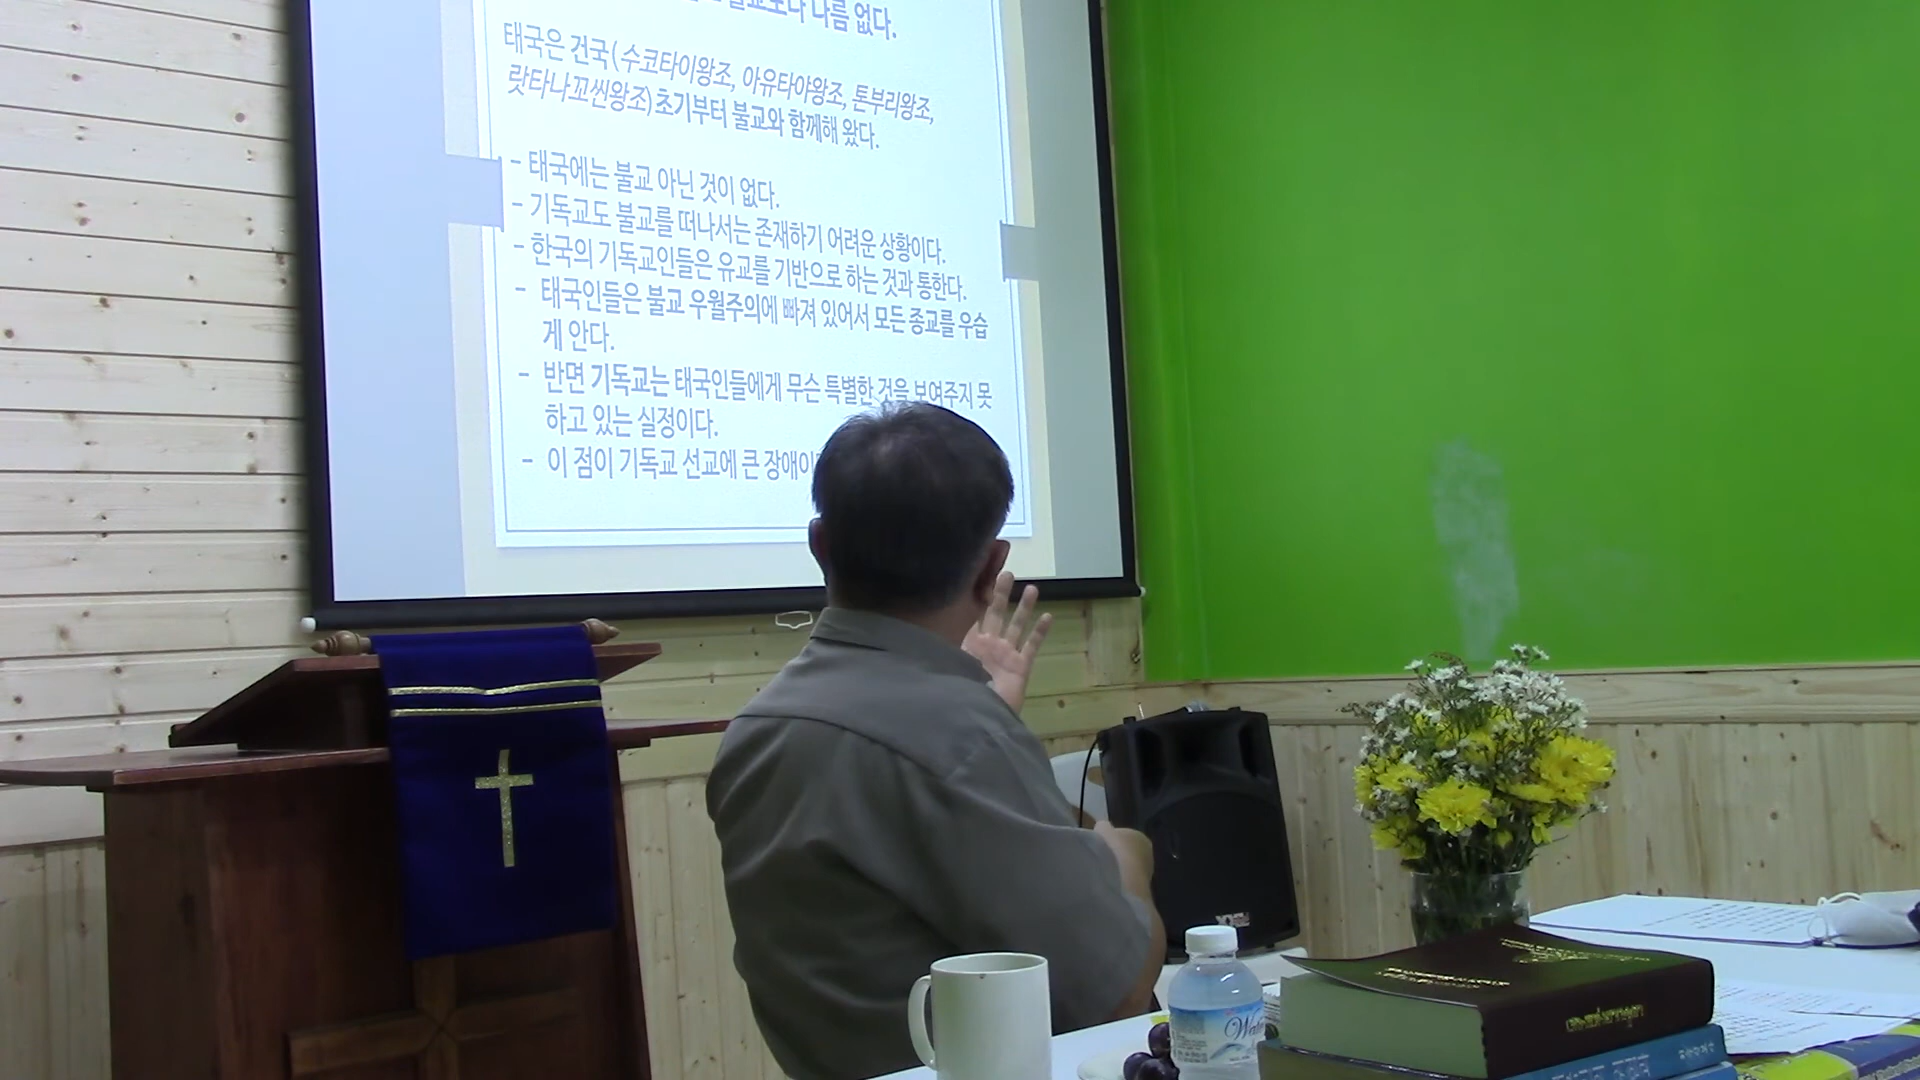 나름 없다.
태국은 건국(수코타이왕조, 아유타야왕조, 톤부리왕조,
랏타나꼬씬왕조)초기부터 불교와 함께해 왔다.
- 태국에는 불교 아닌 것이 없다.
- 기독교도 불교를 떠나서는 존재하기 어려운 상황이다.
- 한국의 기독교인들은 유교를 기반으로 하는 것과 통한다.
- 태국인들은 불교 우월주의에 빠져 있어서 모든 종교를 우습
게 안다.
- 반면 기독교는 태국인들에게 무슨 특별한 것을 보여주지 못
하고 있는 실정이다.
- 이 점이 기독교 선교에 큰 장애이